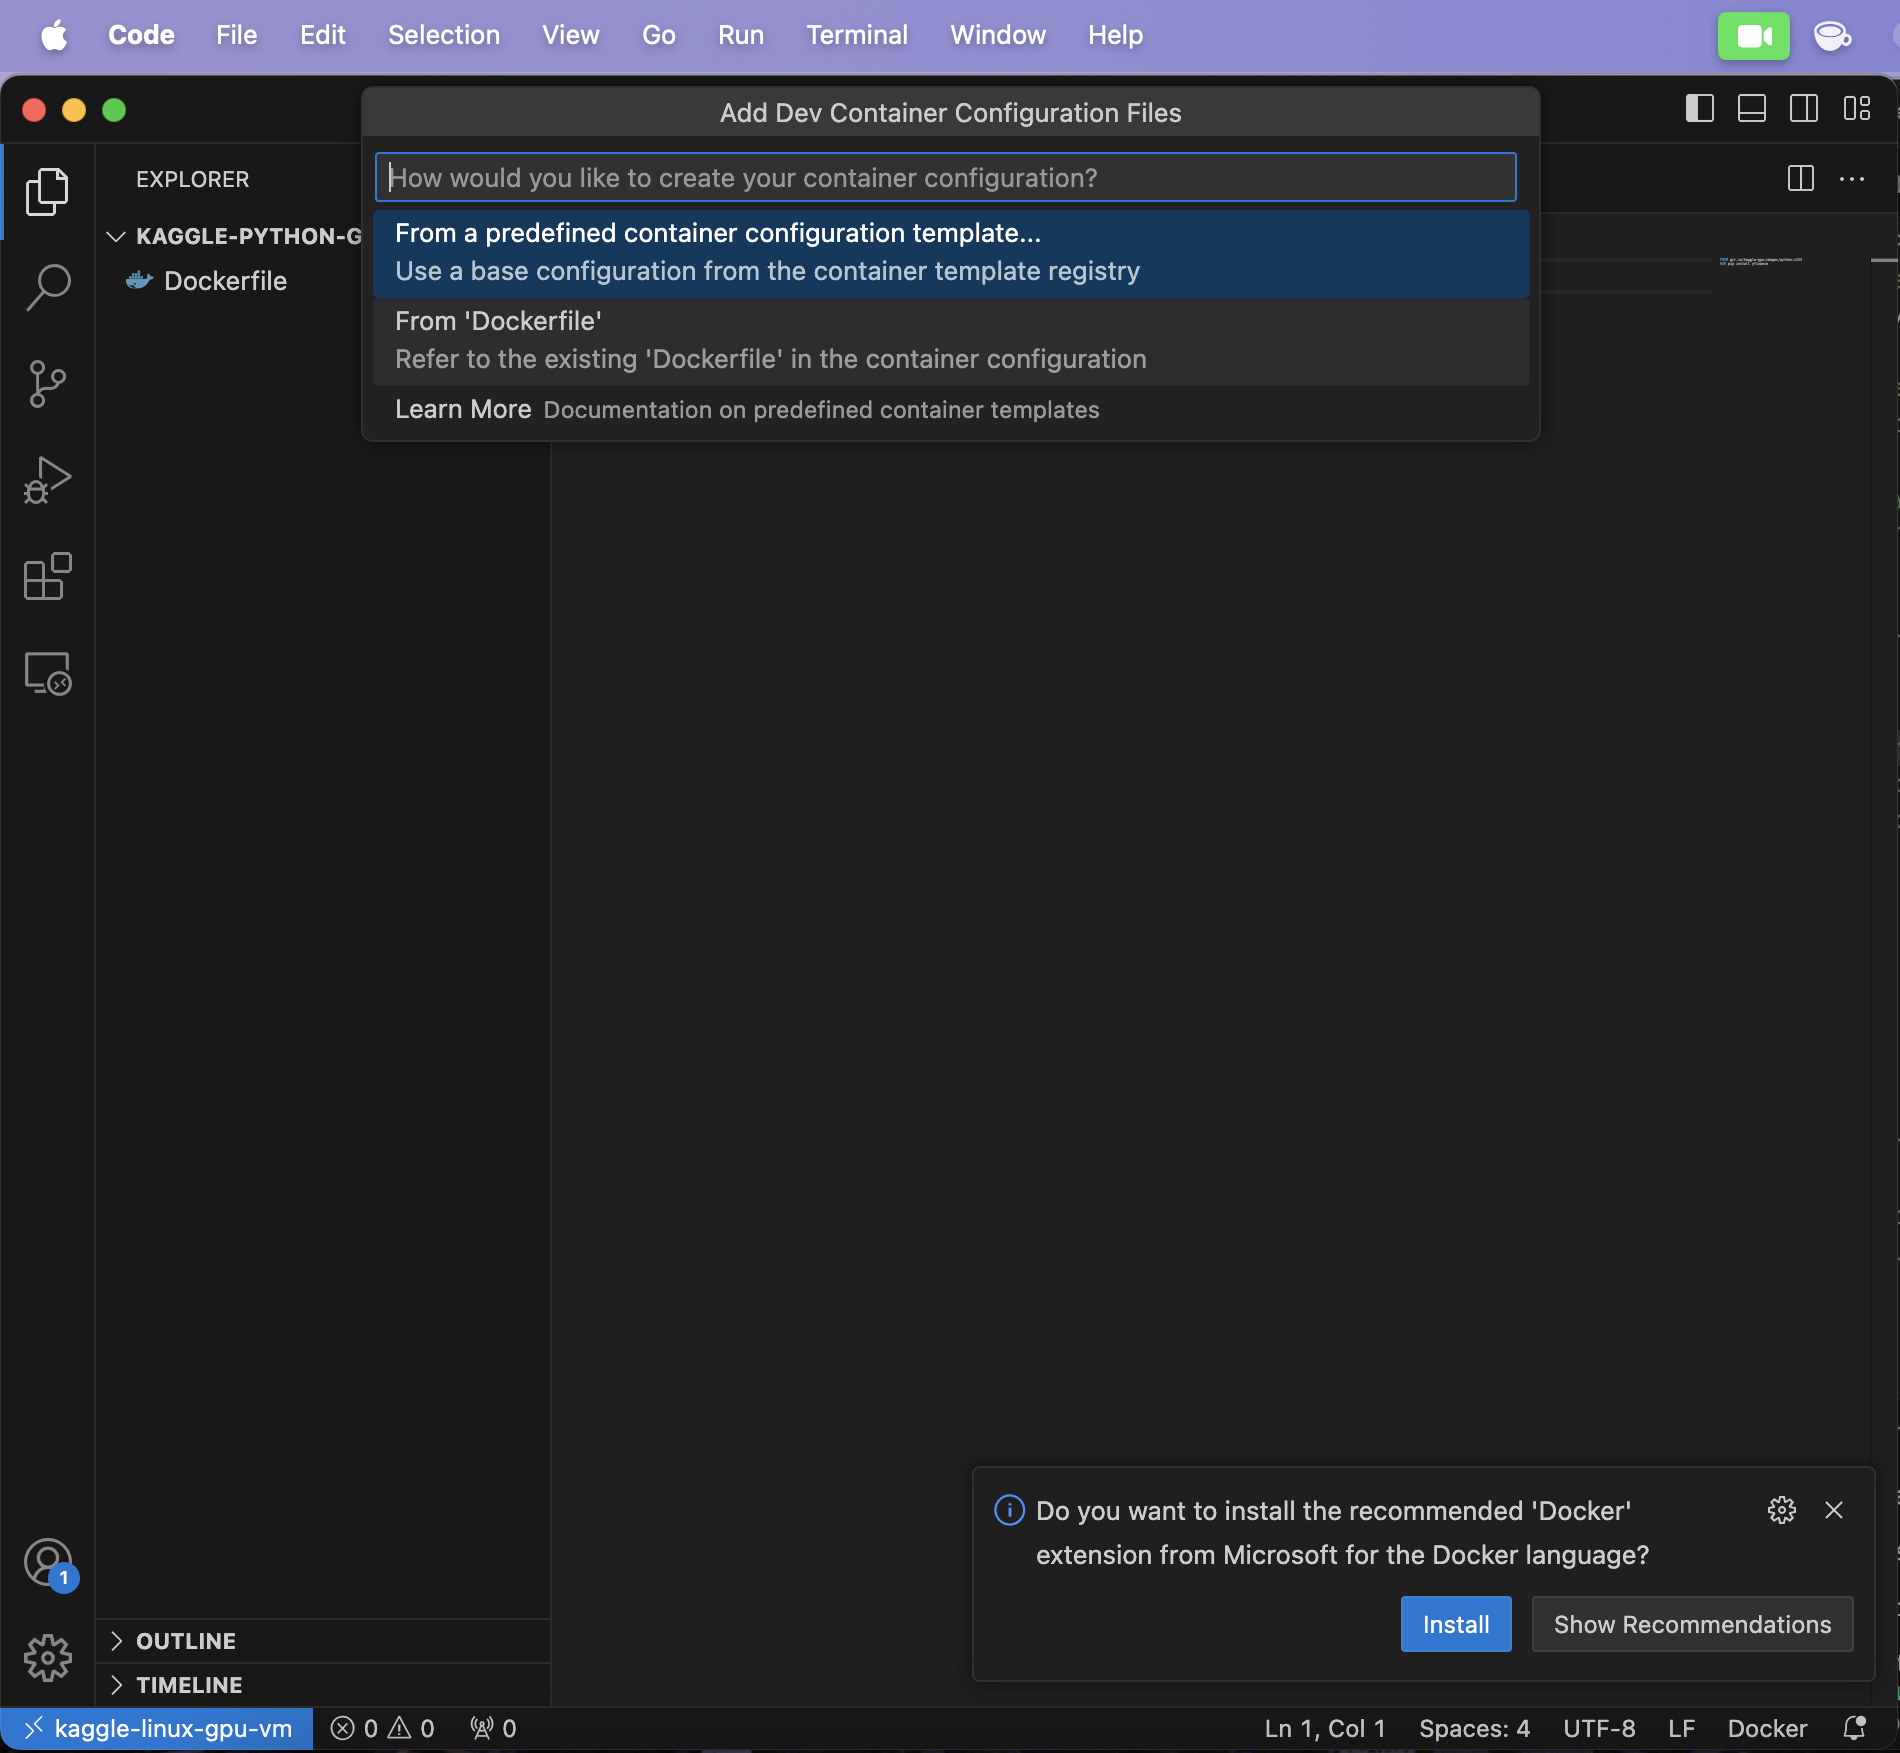 Code File Edit Selection View Go Run Terminal Window Help
Add Dev Container Configuration Files
EXPLORER
How would you like to create your container configuration?
KAGGLE-PYTHON-G
From a predefined container configuration template...
Use a base configuration from the container template registry
Dockerfile
From 'Dockerfile'
Refer to the existing 'Dockerfile' in the container configuration
Learn More Documentation on predefined container templates
Do you want to install the recommended 'Docker'
extension from Microsoft for the Docker language?
1
Install Show Recommendations
OUTLINE
TIMELINE
kaggle-linux-gpu-vm 0 0 0 Ln 1, Col 1 Spaces: 4 UTF-8 LF Docker